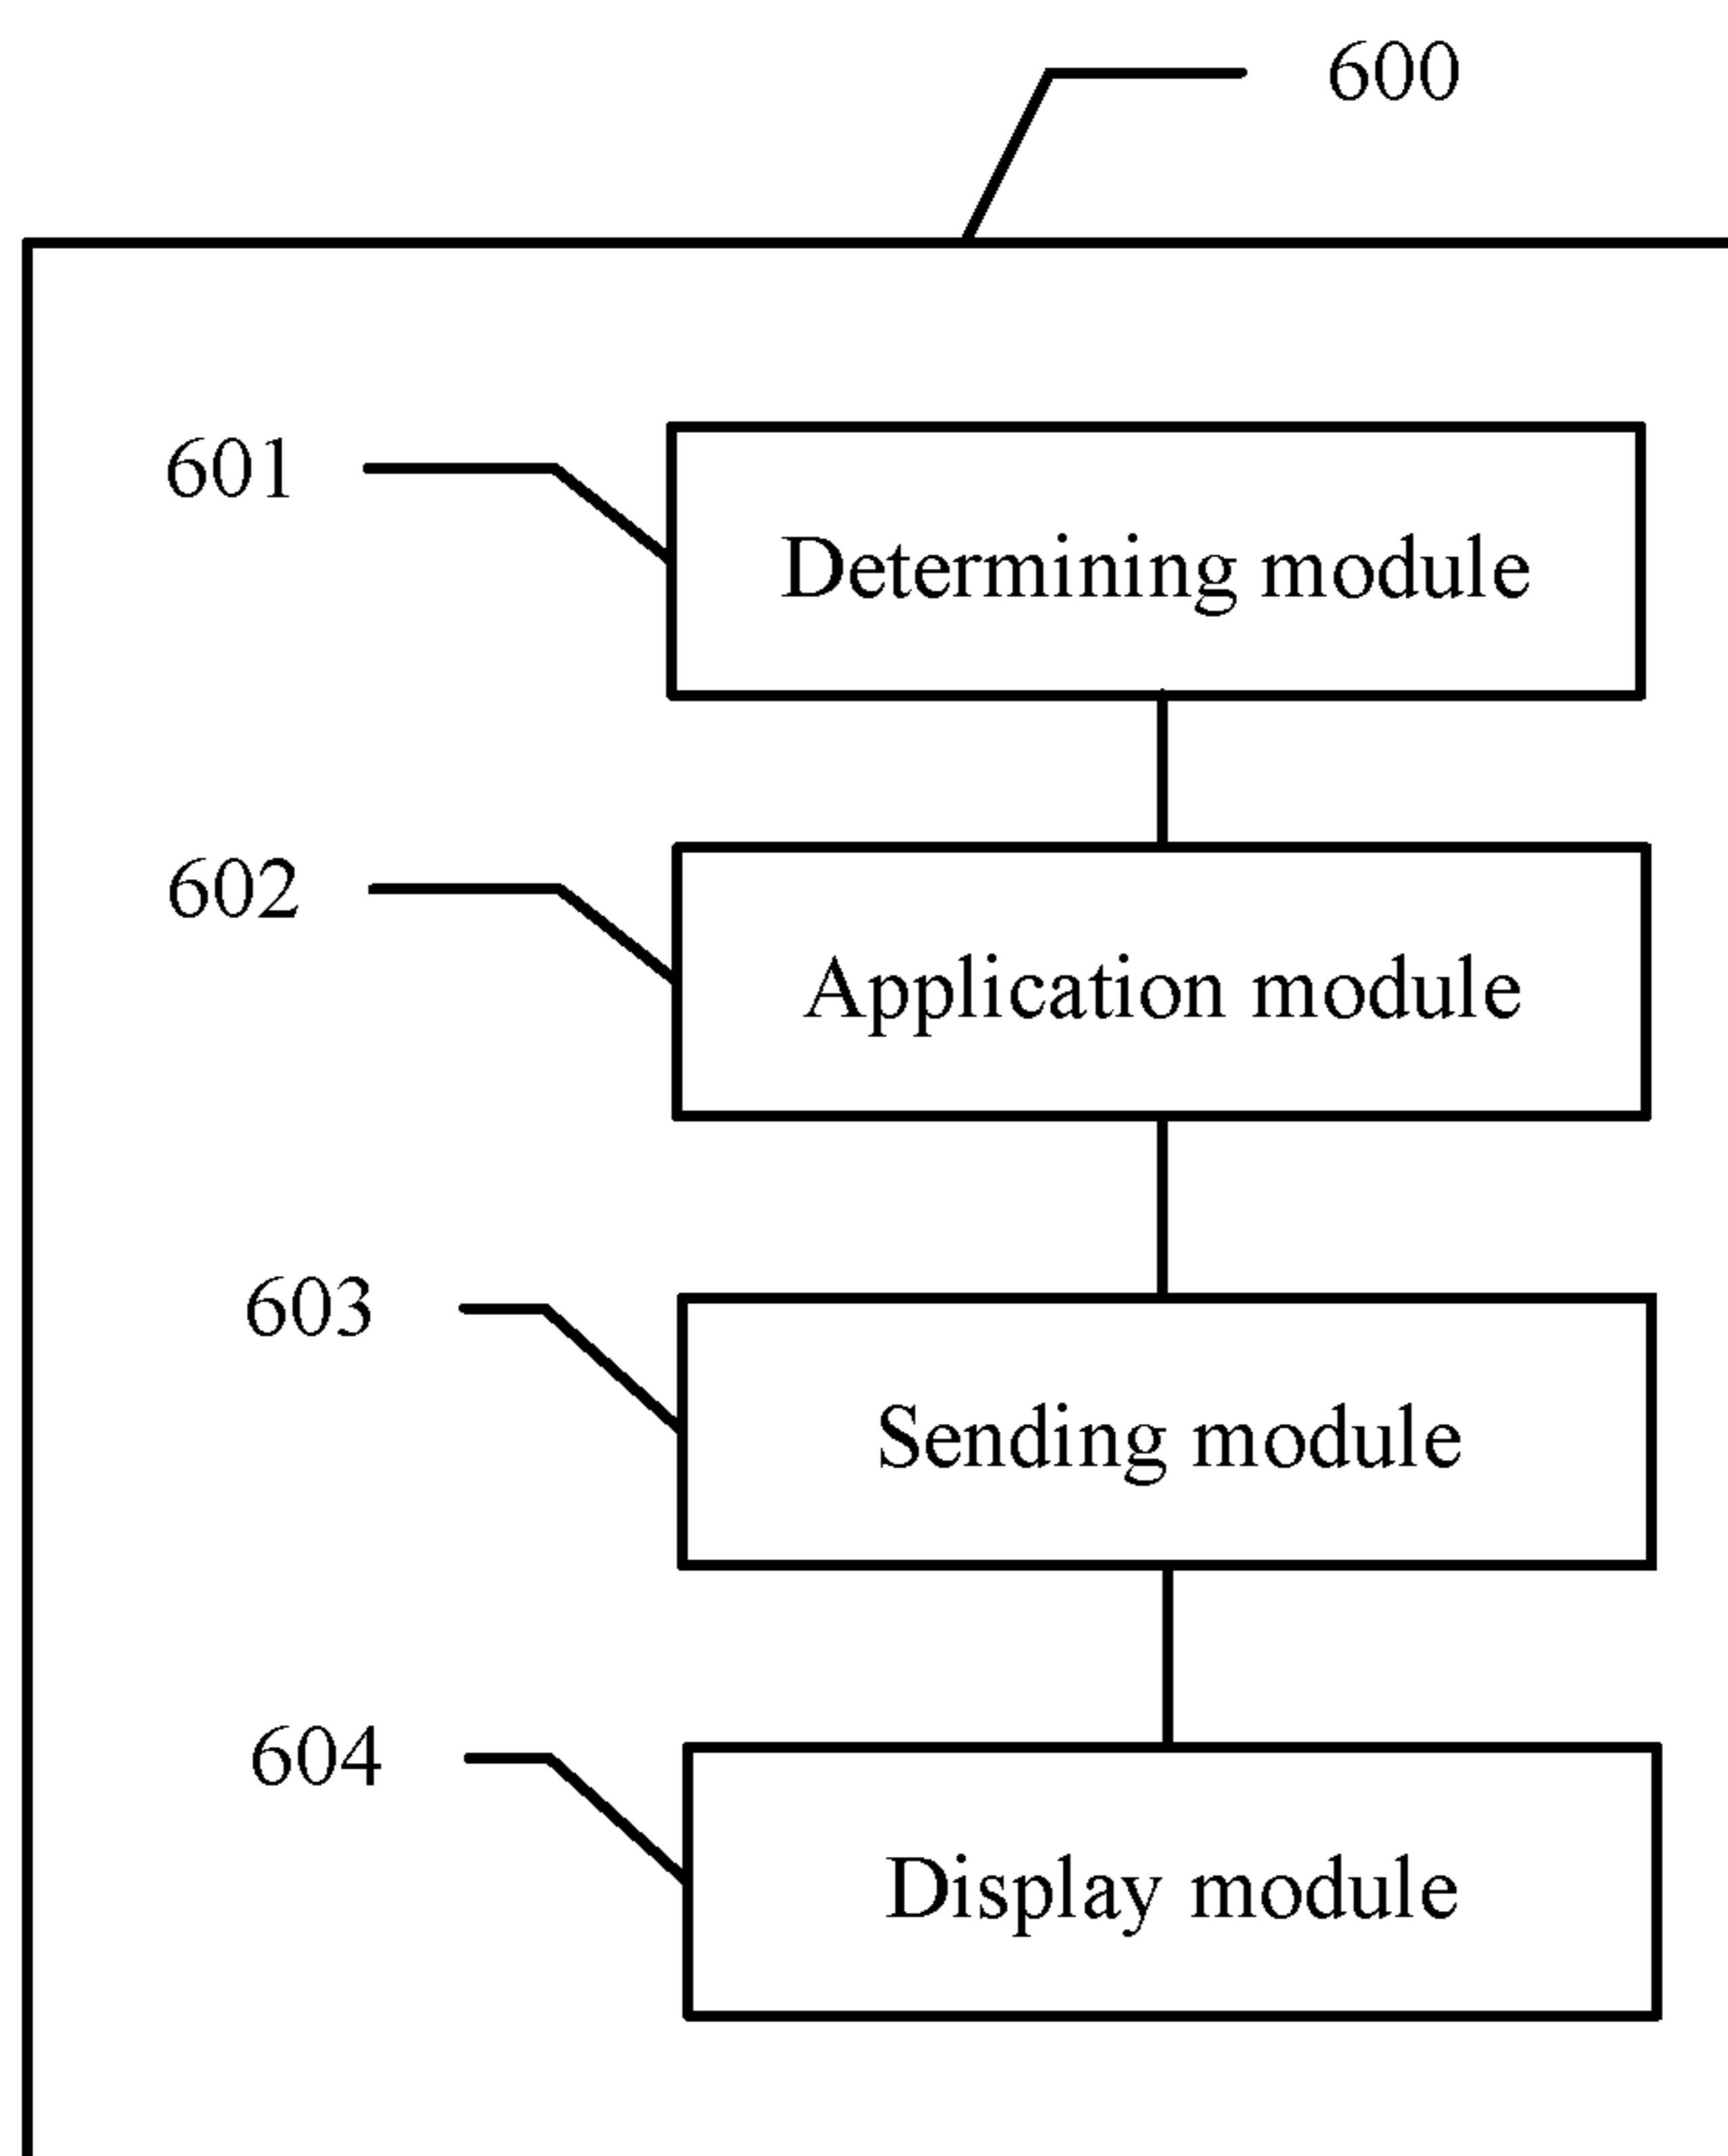 600
601
Determining module
602
Application module
603
Sending module
604
Display module